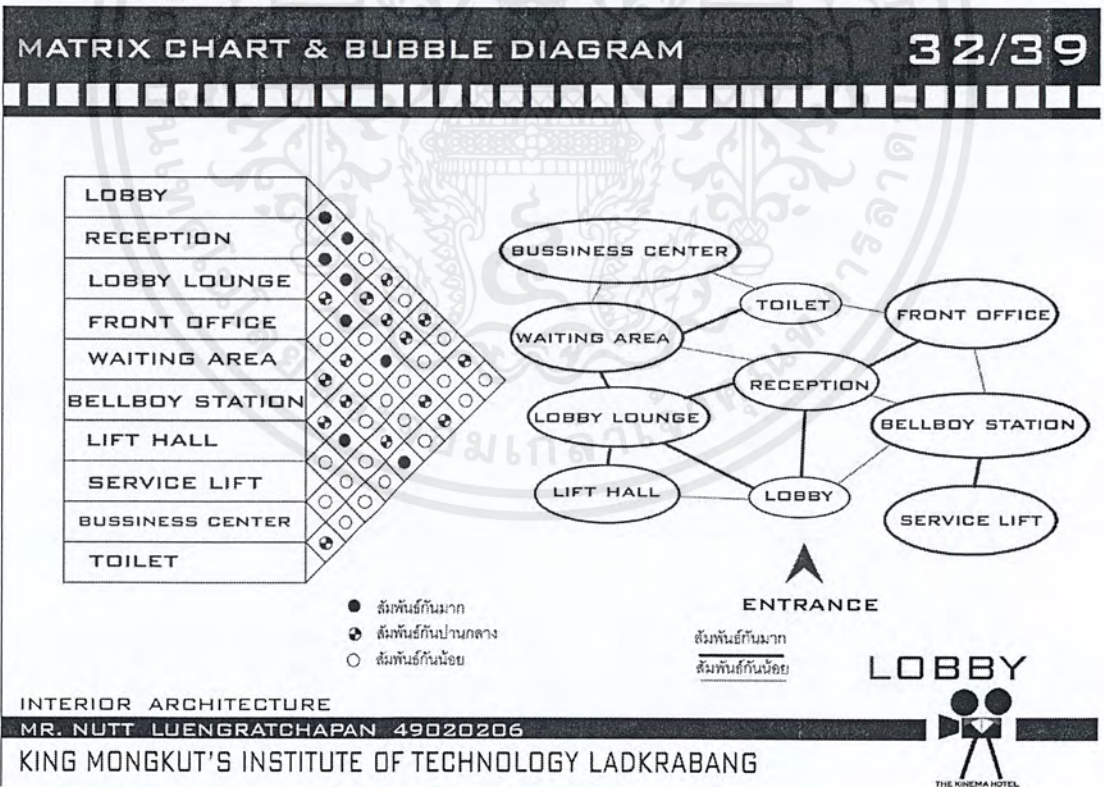 MATRIX CHART & BUBBLE DIAGRAM
32/39
LOBBY
RECEPTION
LOBBY LOUNGE
FRONT OFFICE
WAITING AREA
BELLBOY STATION
LIFT HALL
SERVICE LIFT
BUSSINESS CENTER
TOILET
BUSSINESS CENTER
TOILET
FRONT OFFICE
WAITING AREA
RECEPTION
LOBBY LOUNGE
BELLBOY STATION
LIFT HALL
LOBBY
SERVICE LIFT
ENTRANCE
สัมพันธ์กันมาก
สัมพันธ์กันปานกลาง
สัมพันธ์กันน้อย
สัมพันธ์กันมาก
สัมพันธ์กันน้อย
LOBBY
INTERIOR ARCHITECTURE
MR. NUTT LUENGRATCHAPAN 49020206
KING MONGKUT'S INSTITUTE OF TECHNOLOGY LADKRABANG
THE KINEMA HOTEL